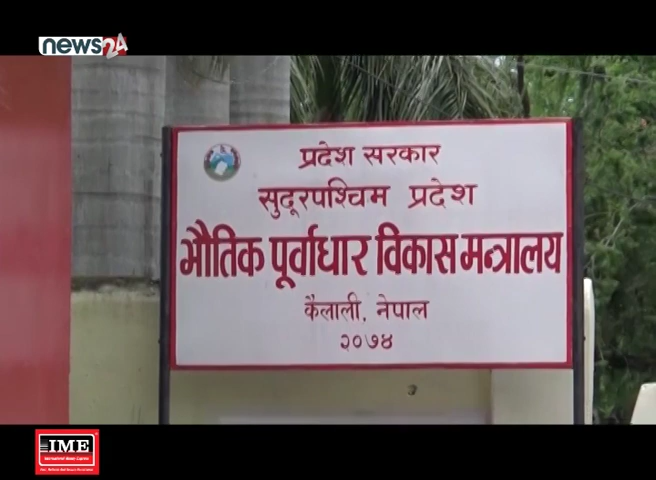 news24
प्रदेश सरकार
सुदूरपश्चिम प्रदेश
भौतिक पूर्वाधार विकास मन्त्रालय
कैलाली, नेपाल
२०७४
IME